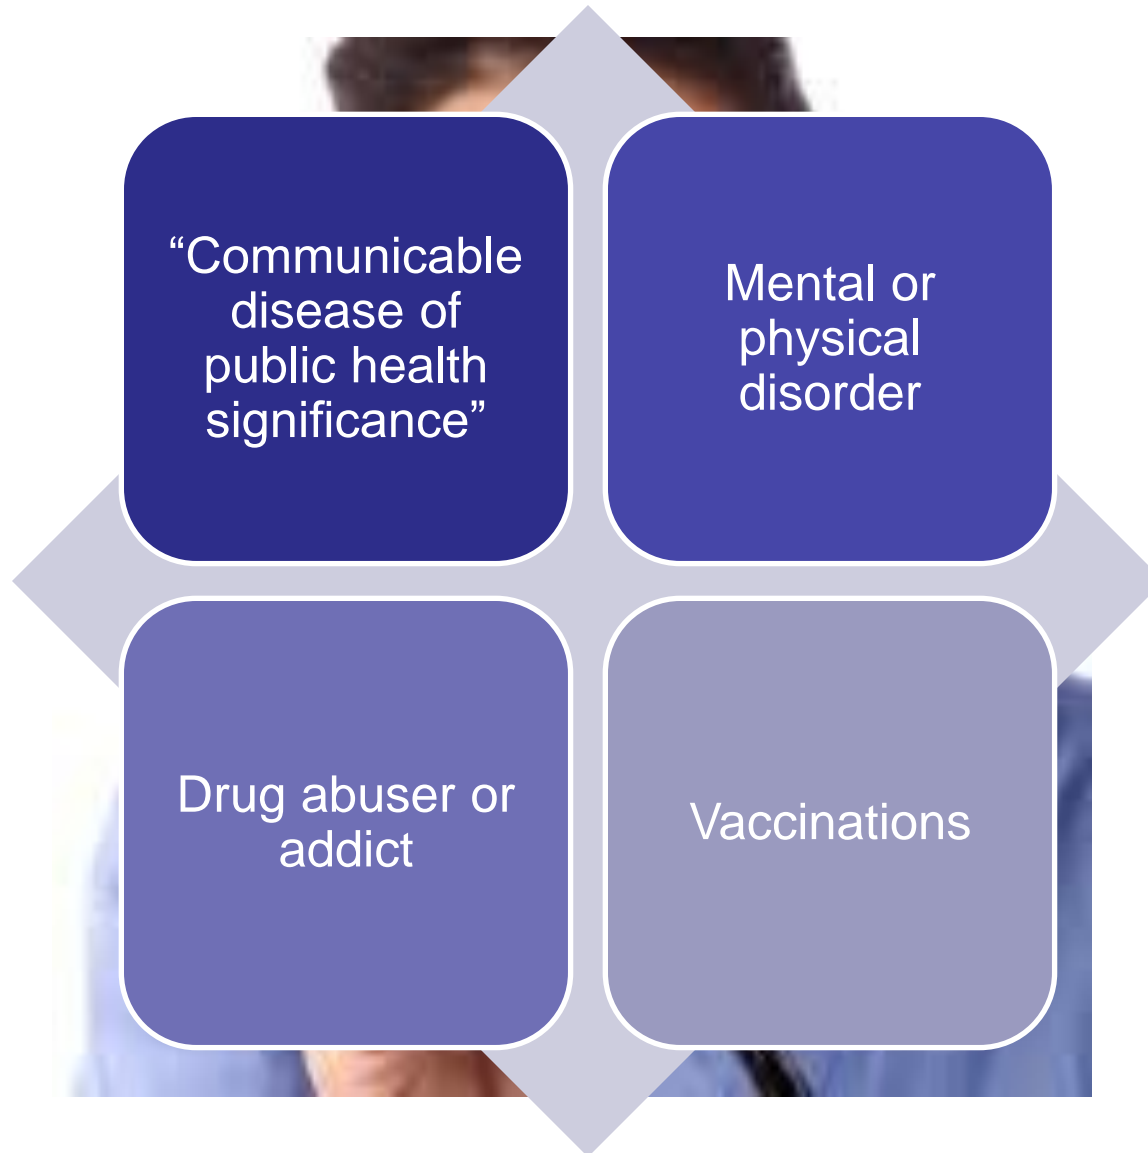 “Communicable
disease of
public health
significance”
Mental or
physical
disorder
Drug abuser or
addict
Vaccinations